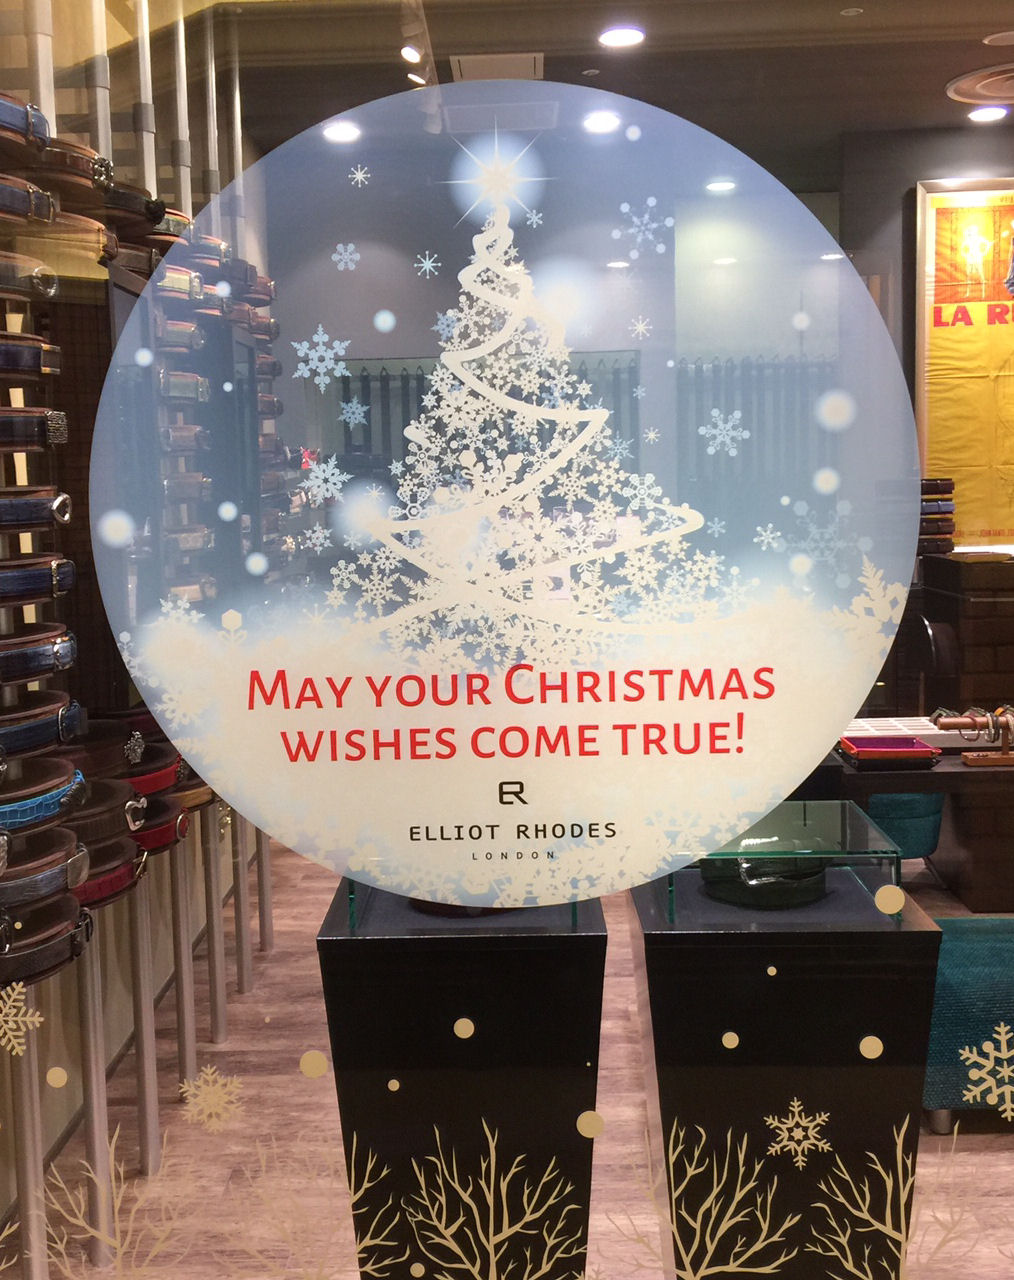 May your Christmas
wishes come true!
ER
ELLIOT RHODES
LONDON
LA R